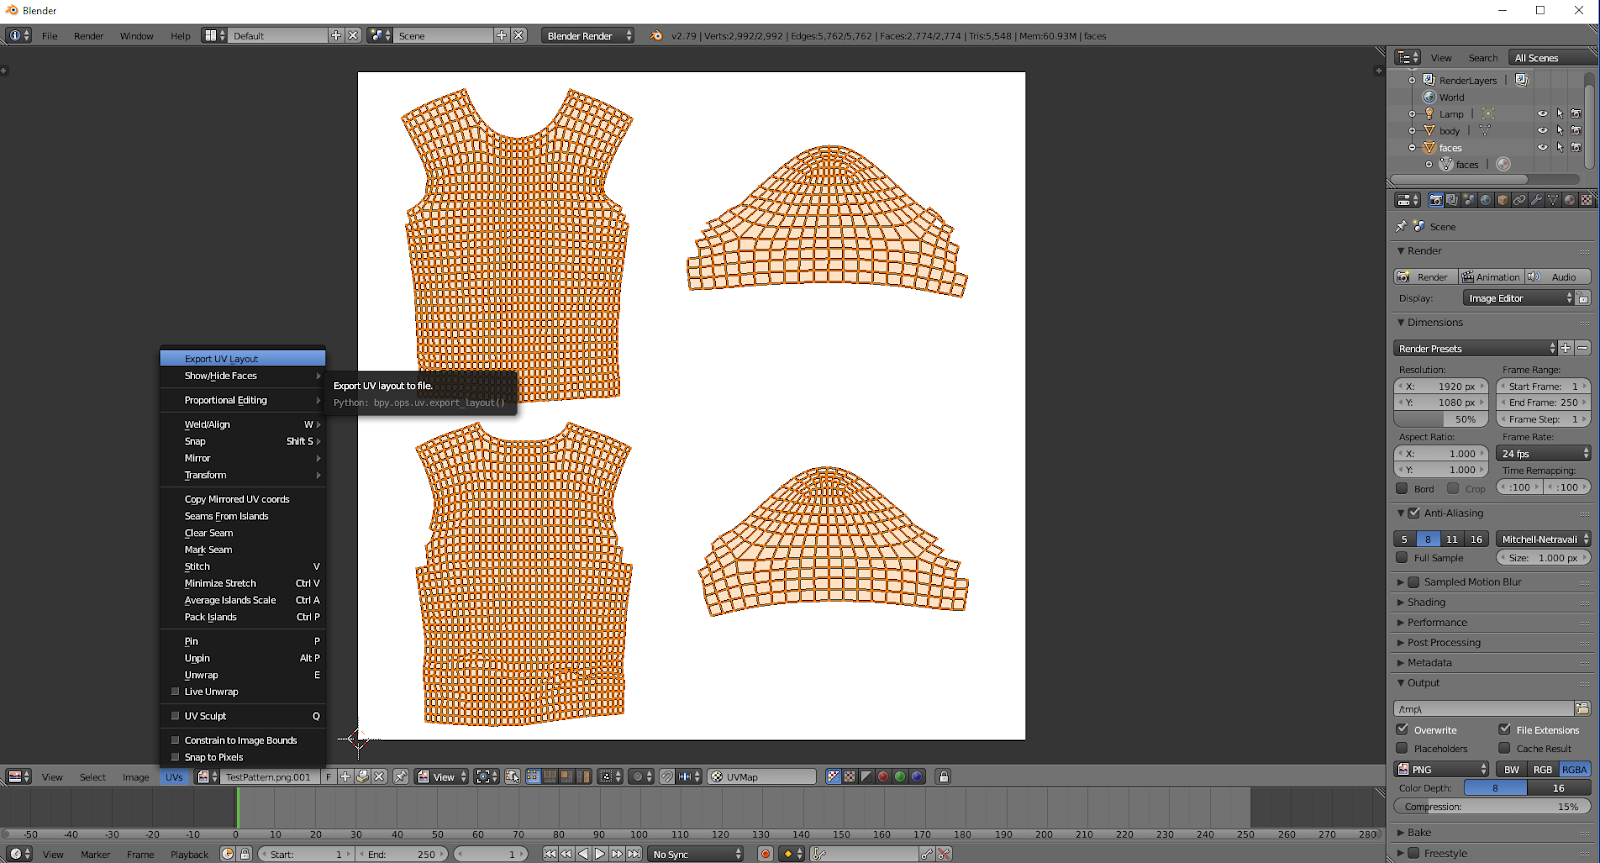 Blender
File Render Window Help Default Scene Blender Render v2.79 | Verts:2,992/2,992 | Edges:5,762/5,762 | Faces:2,774/2,774 | Tris:5,548 | Mem:60.93M | faces
View Search All Scenes
RenderLayers
World
Lamp
body
faces
faces
Scene
Render
Render Animation Audio
Display: Image Editor
Dimensions
Render Presets
Resolution: Frame Range:
X: 1920 px Start Frame: 1
Y: 1080 px End Frame: 250
50% Frame Step: 1
Aspect Ratio: Frame Rate:
X: 1.000 24 fps
Y: 1.000 Time Remapping:
Bord Crop :100 :100
Anti-Aliasing
5 8 11 16 Mitchell-Netravali
Full Sample Size: 1.000 px
Sampled Motion Blur
Shading
Performance
Post Processing
Metadata
Output
/tmp\
Overwrite File Extensions
Placeholders Cache Result
PNG BW RGB RGBA
Color Depth: 8 16
Compression: 15%
Bake
Freestyle
Export UV Layout
Show/Hide Faces
Proportional Editing
Weld/Align W
Snap Shift S
Mirror
Transform
Copy Mirrored UV coords
Seams From Islands
Clear Seam
Mark Seam
Stitch V
Minimize Stretch Ctrl V
Average Islands Scale Ctrl A
Pack Islands Ctrl P
Pin P
Unpin Alt P
Unwrap E
Live Unwrap
UV Sculpt Q
Constrain to Image Bounds
Snap to Pixels
Export UV layout to file.
Python: bpy.ops.uv.export_layout()
View Select Image UVs TestPattern.png.001 F View UVMap
-50 -40 -30 -20 -10 0 10 20 30 40 50 60 70 80 90 100 110 120 130 140 150 160 170 180 190 200 210 220 230 240 250 260 270 280
View Marker Frame Playback Start: 1 End: 250 1 No Sync